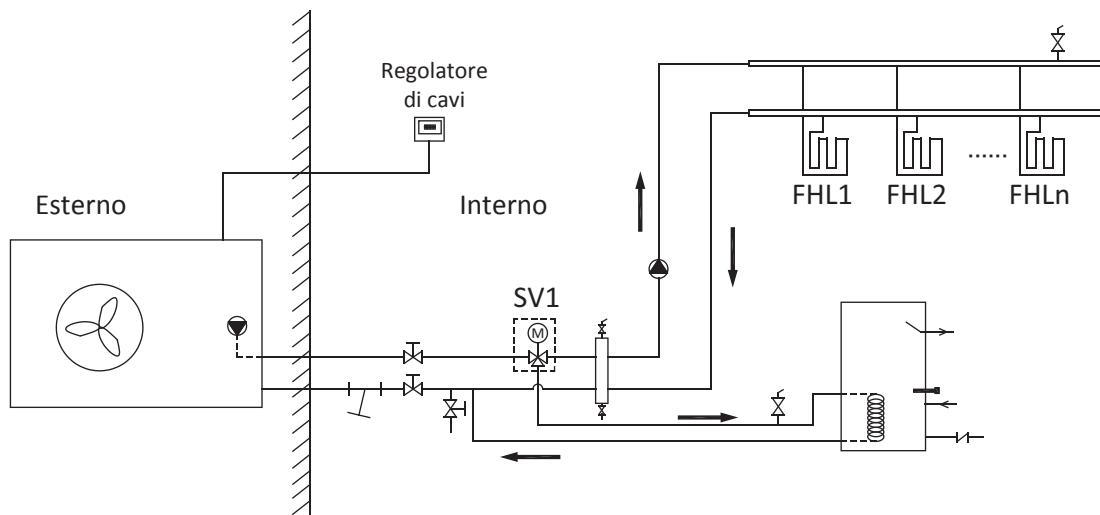 Regolatore
di cavi
Esterno
Interno
FHL1
FHL2
......
FHLn
SV1
M